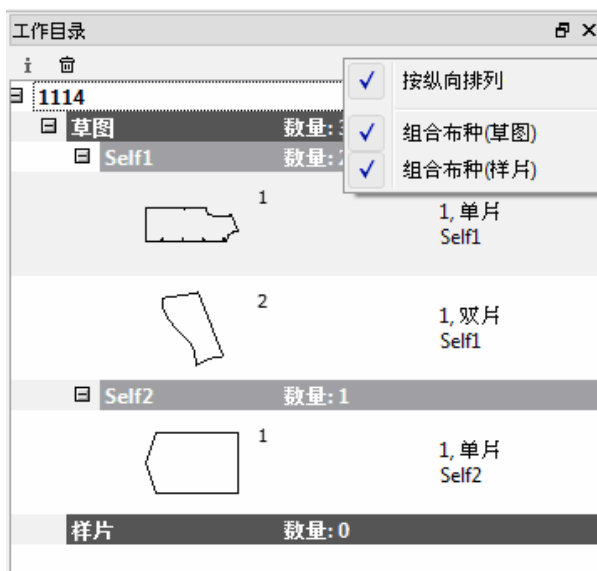 工作目录
i
1114
按纵向排列
草图 数量: 3
组合布种(草图)
Self1 数量: 2
组合布种(样片)
1
1, 单片
Self1
2
1, 双片
Self1
Self2 数量: 1
1
1, 单片
Self2
样片 数量: 0